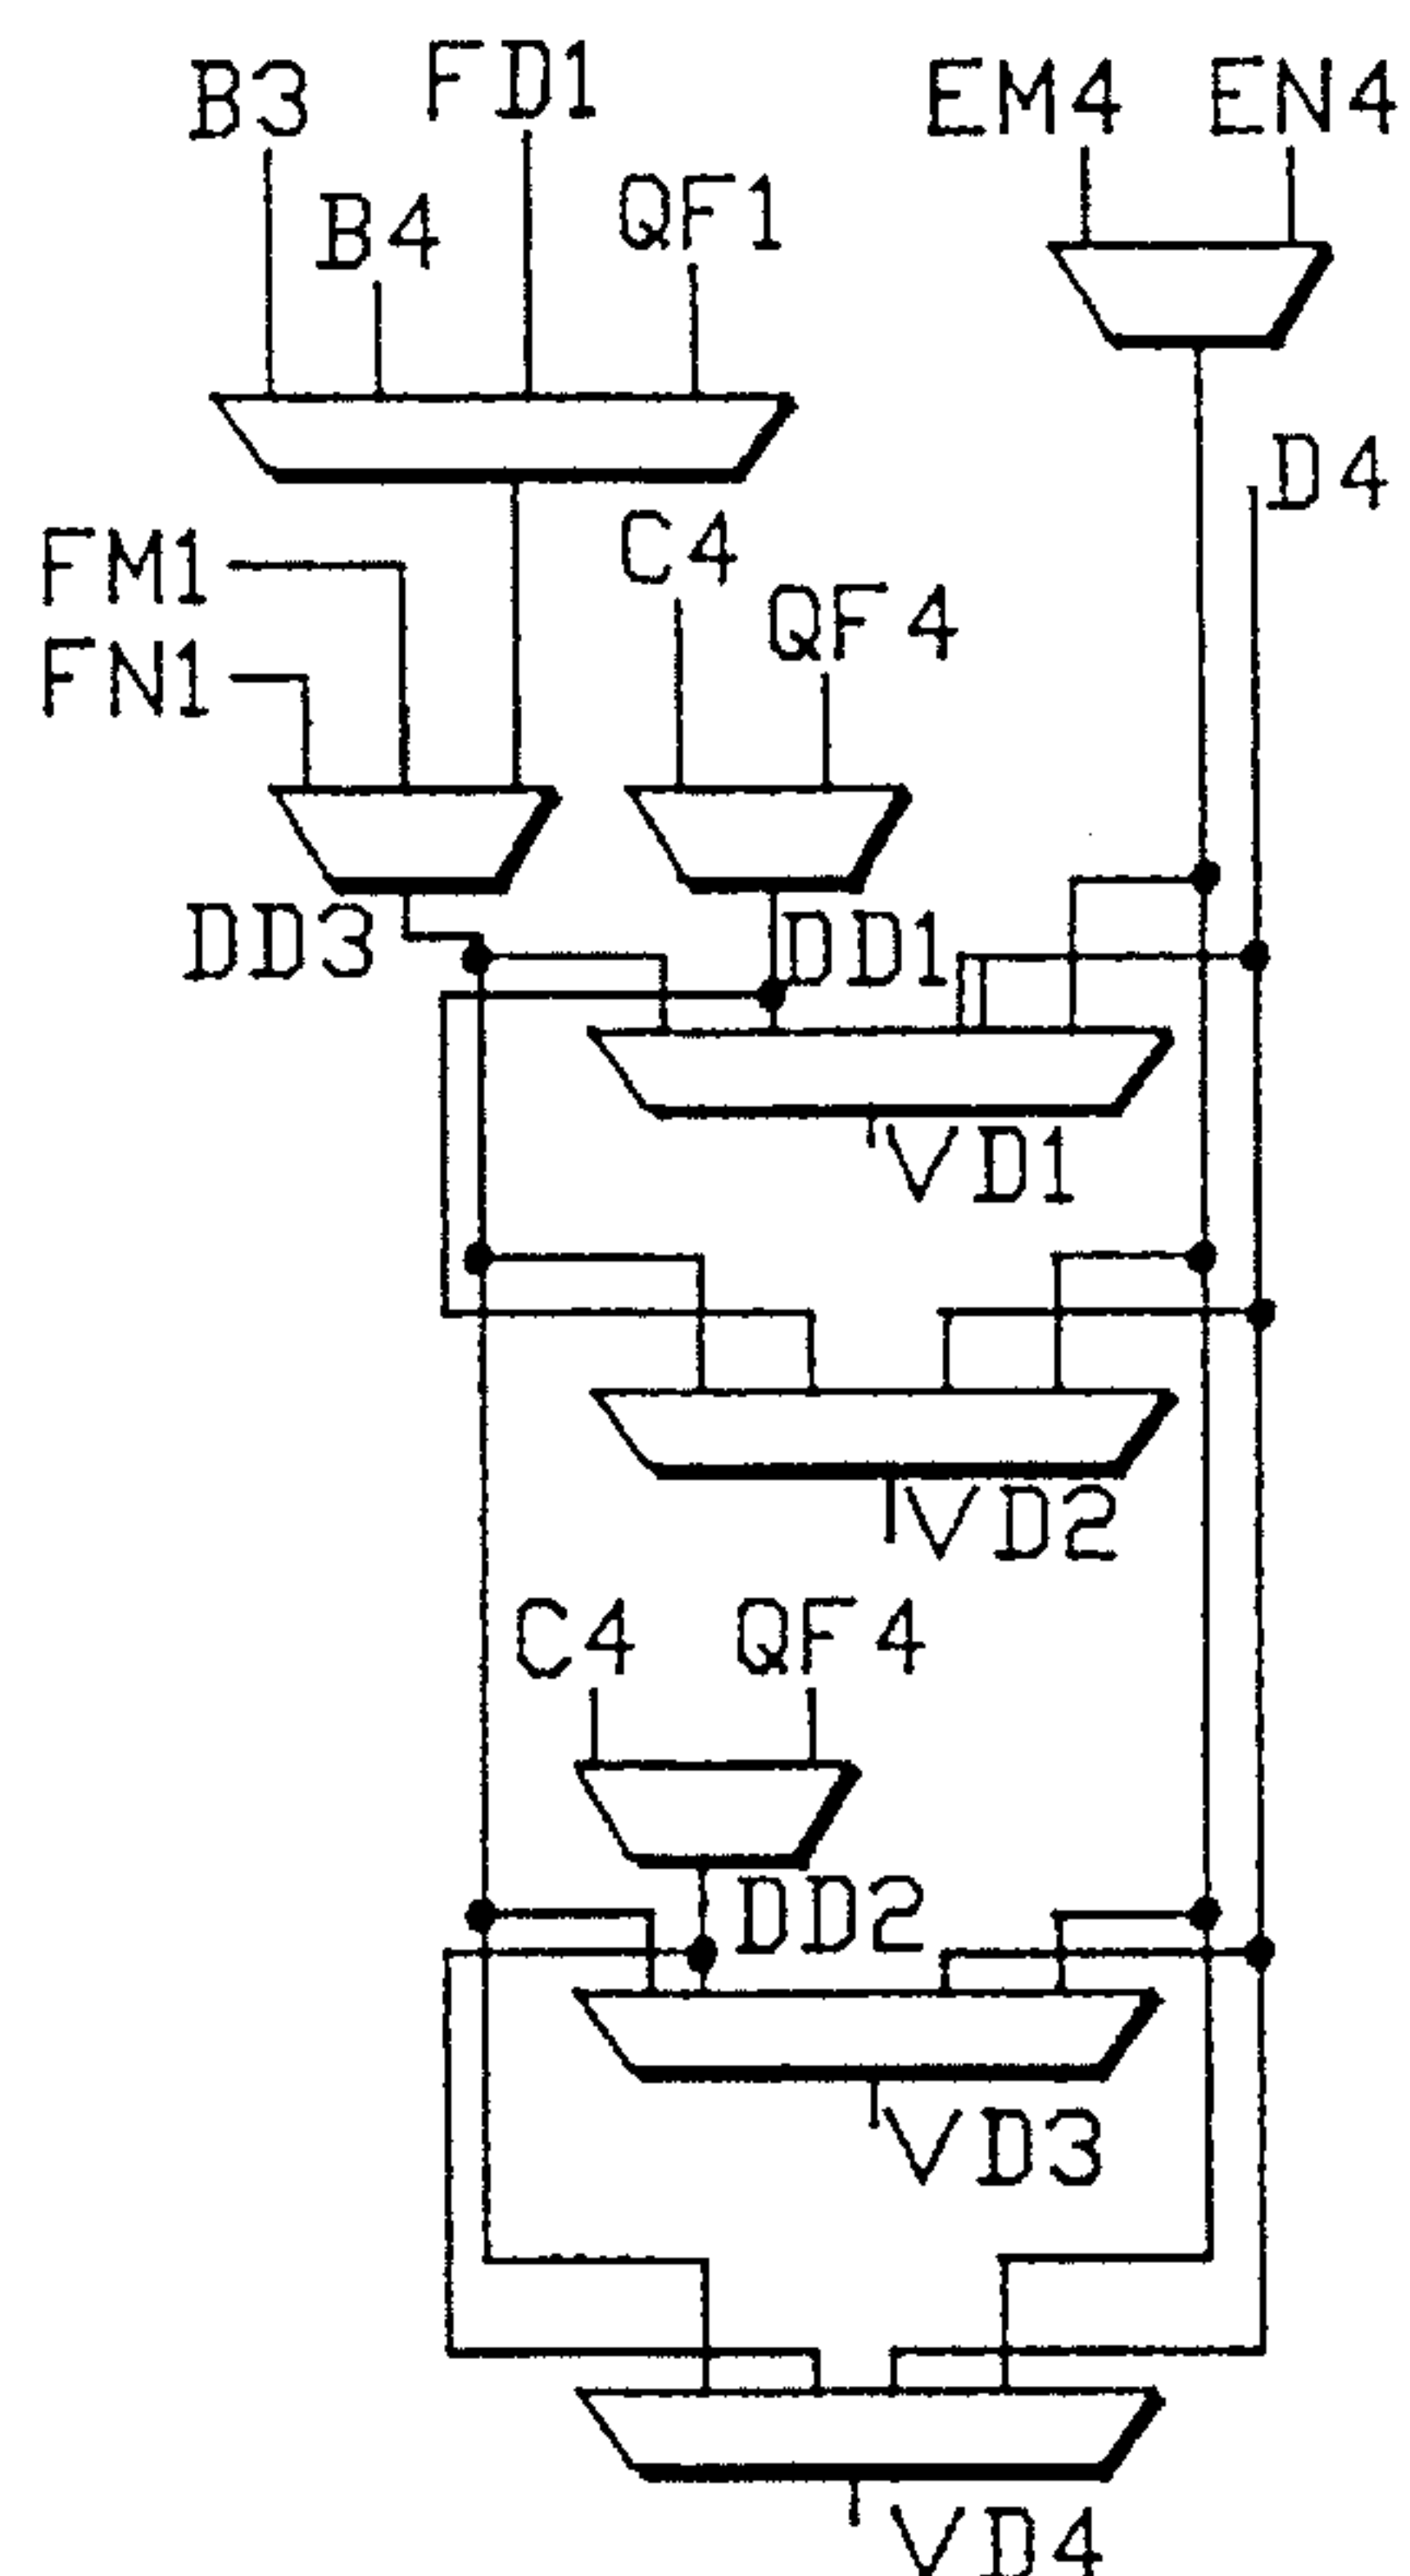 B3 FD1 EM4 EN4
B4 QF1
D4
FM1 C4
QF4
FN1
DD3 DD1
VD1
VD2
C4 QF4
DD2
VD3
VD4